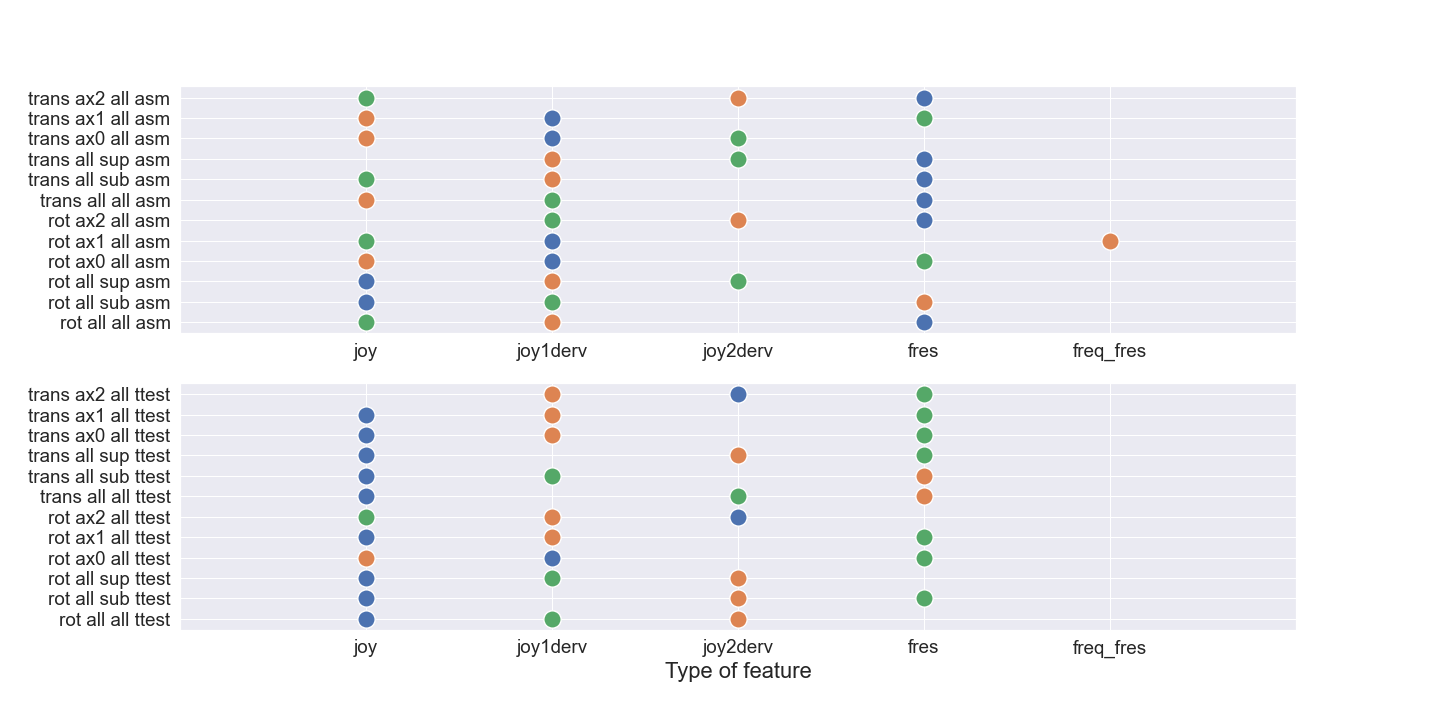 trans ax2 all asm
trans ax1 all asm
trans ax0 all asm
trans all sup asm
trans all sub asm
trans all all asm
rot ax2 all asm
rot ax1 all asm
rot ax0 all asm
rot all sup asm
rot all sub asm
rot all all asm
joy joy1derv joy2derv fres freq_fres
trans ax2 all ttest
trans ax1 all ttest
trans ax0 all ttest
trans all sup ttest
trans all sub ttest
trans all all ttest
rot ax2 all ttest
rot ax1 all ttest
rot ax0 all ttest
rot all sup ttest
rot all sub ttest
rot all all ttest
joy joy1derv joy2derv fres freq_fres
Type of feature